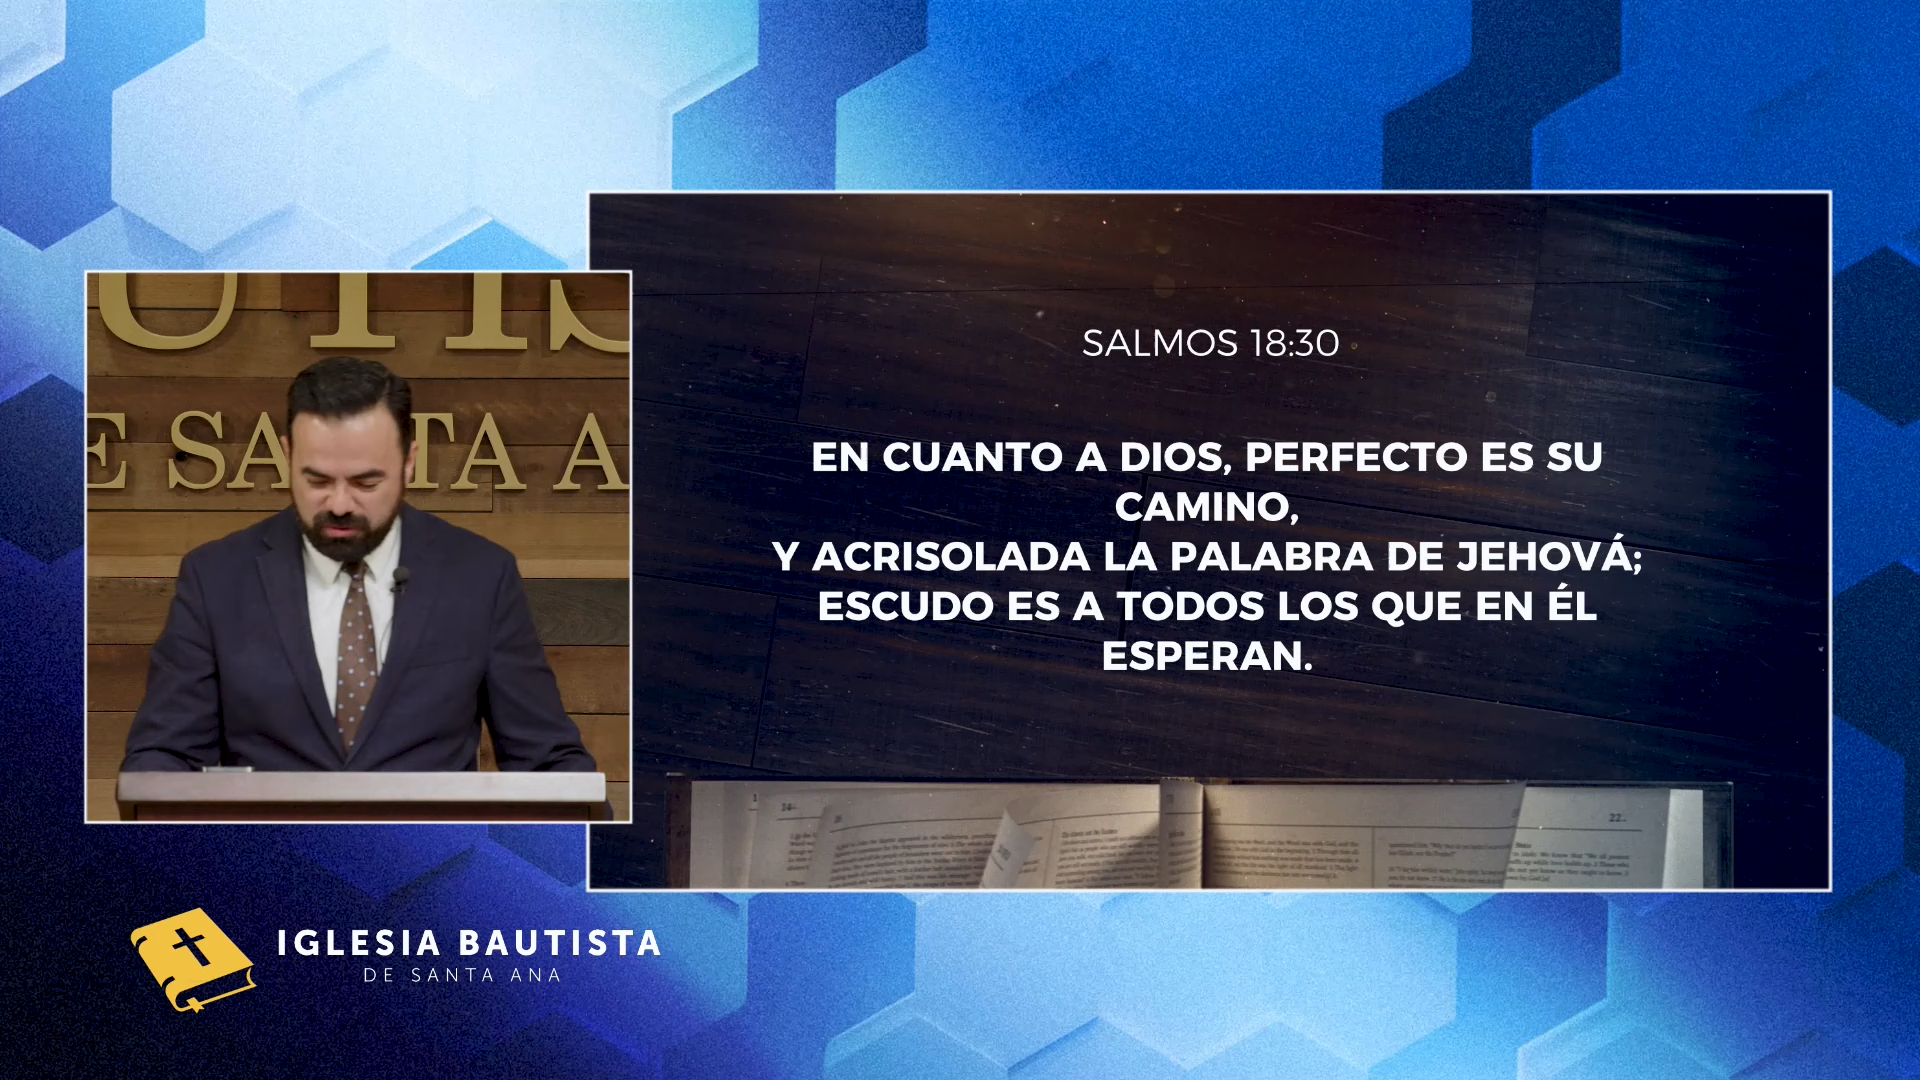 SALMOS 18:30
EN CUANTO A DIOS, PERFECTO ES SU
CAMINO,
Y ACRISOLADA LA PALABRA DE JEHOVÁ;
ESCUDO ES A TODOS LOS QUE EN ÉL
ESPERAN.
E SANTA A
IGLESIA BAUTISTA
DE SANTA ANA